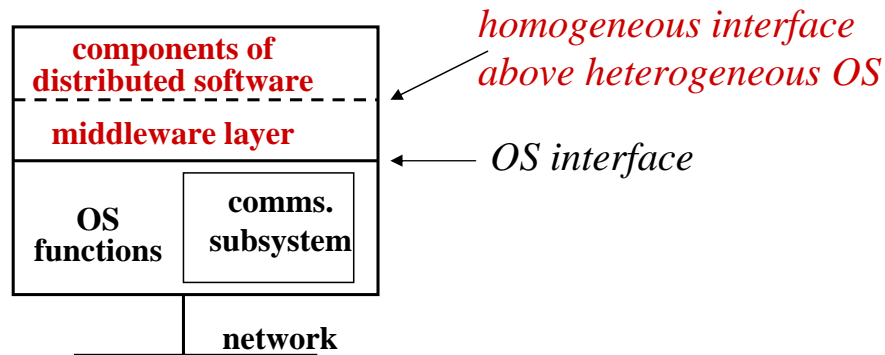 components of
distributed software
homogeneous interface
above heterogeneous OS
middleware layer
OS interface
OS
functions
comms.
subsystem
network